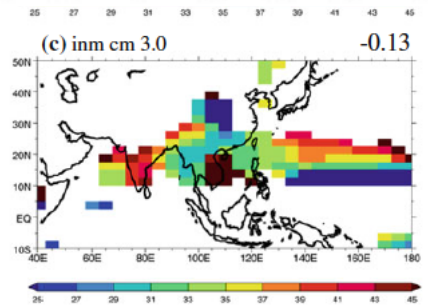 25 27 29 31 33 35 37 39 41 43 45
(c) inm cm 3.0 -0.13
50N
40N
30N
20N
10N
EQ
10S
40E 60E 80E 100E 120E 140E 160E 180
25 27 29 31 33 35 37 39 41 43 45